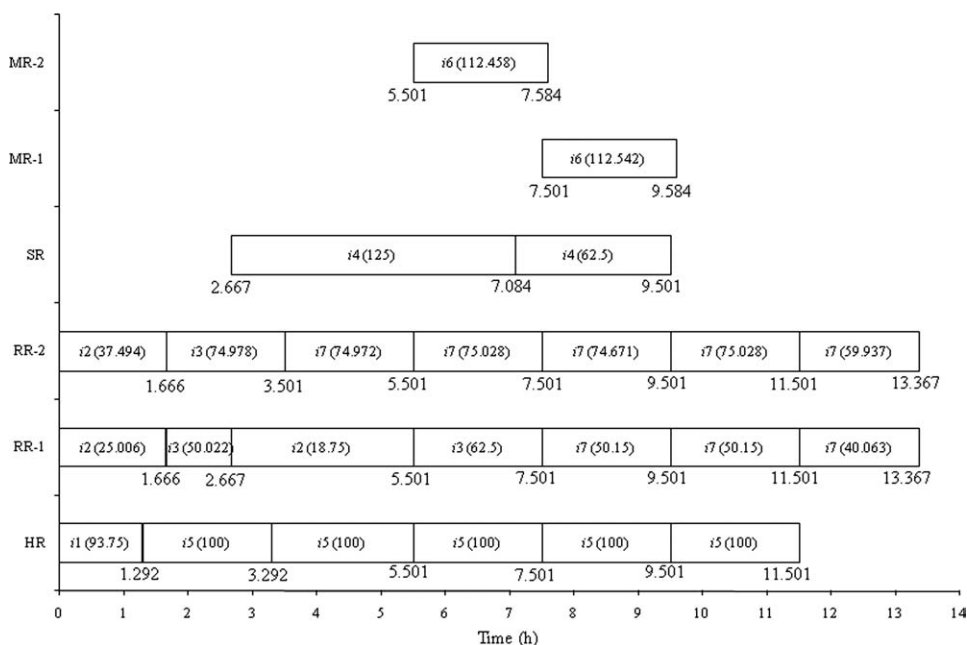 MR-2
i6 (112.458)
5.501 7.584
MR-1
i6 (112.542)
7.501 9.584
SR
i4 (125) i4 (62.5)
2.667 7.084 9.501
RR-2
i2 (37.494) i3 (74.978) i7 (74.972) i7 (75.028) i7 (74.671) i7 (75.028) i7 (59.937)
1.666 3.501 5.501 7.501 9.501 11.501 13.367
RR-1
i2 (25.006) i3 (50.022) i2 (18.75) i3 (62.5) i7 (50.15) i7 (50.15) i7 (40.063)
1.666 2.667 5.501 7.501 9.501 11.501 13.367
HR
i1 (93.75) i5 (100) i5 (100) i5 (100) i5 (100) i5 (100)
1.292 3.292 5.501 7.501 9.501 11.501
0 1 2 3 4 5 6 7 8 9 10 11 12 13 14
Time (h)